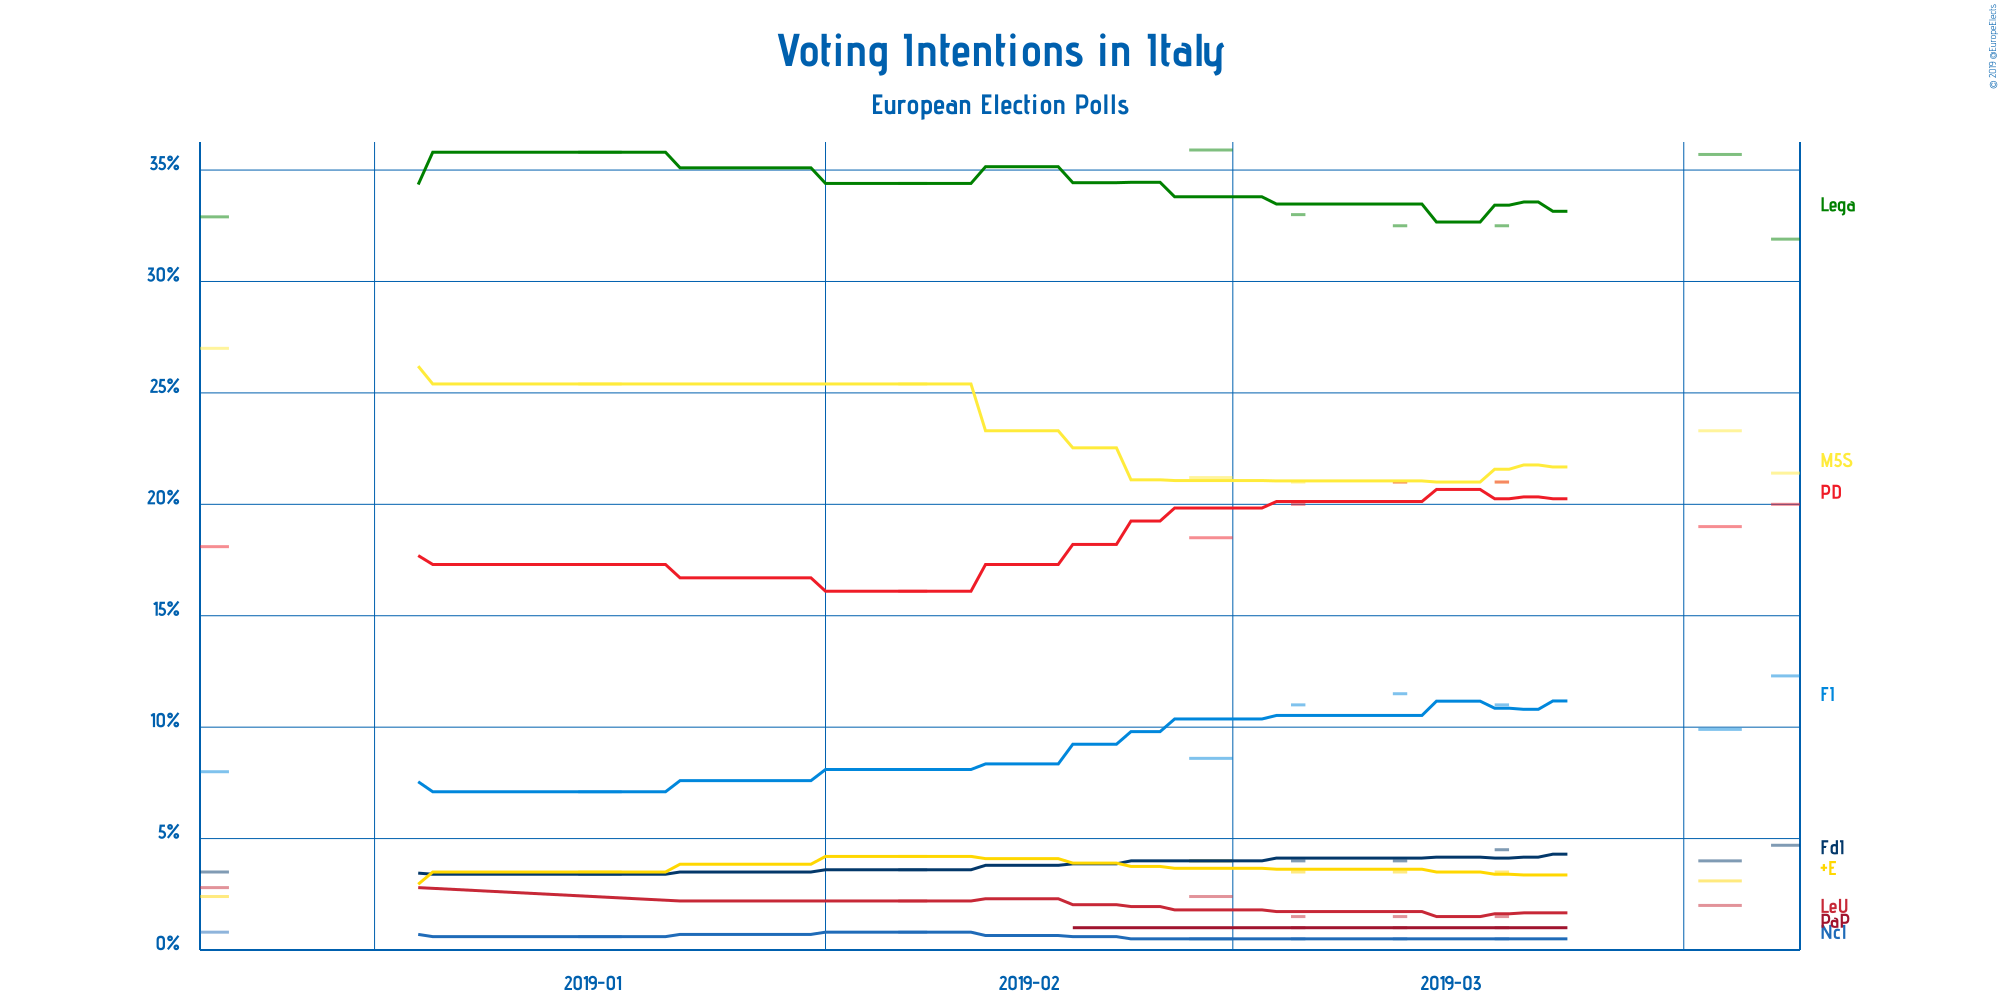 © 2019 @EuropeElects
Voting Intentions in Italy
European Election Polls
35%
30%
25%
20%
15%
10%
5%
0%
Lega
M5S
PD
FI
FdI
+E
LeU
PaP
NcI
2019-01
2019-02
2019-03